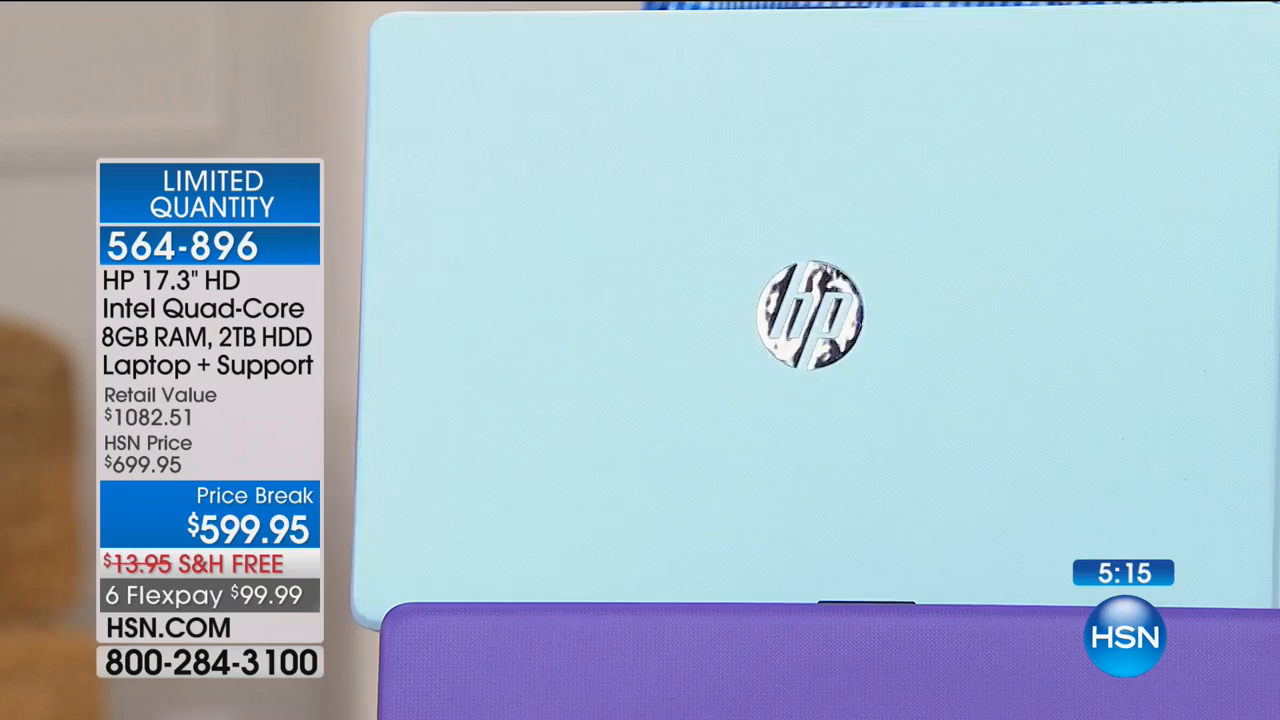 LIMITED
QUANTITY
564-896
HP 17.3" HD
Intel Quad-Core
8GB RAM, 2TB HDD
Laptop + Support
Retail Value
$1082.51
HSN Price
$699.95
Price Break
$599.95
$13.95 S&H FREE
6 Flexpay $99.99
HSN.COM
800-284-3100
hp
5:15
HSN